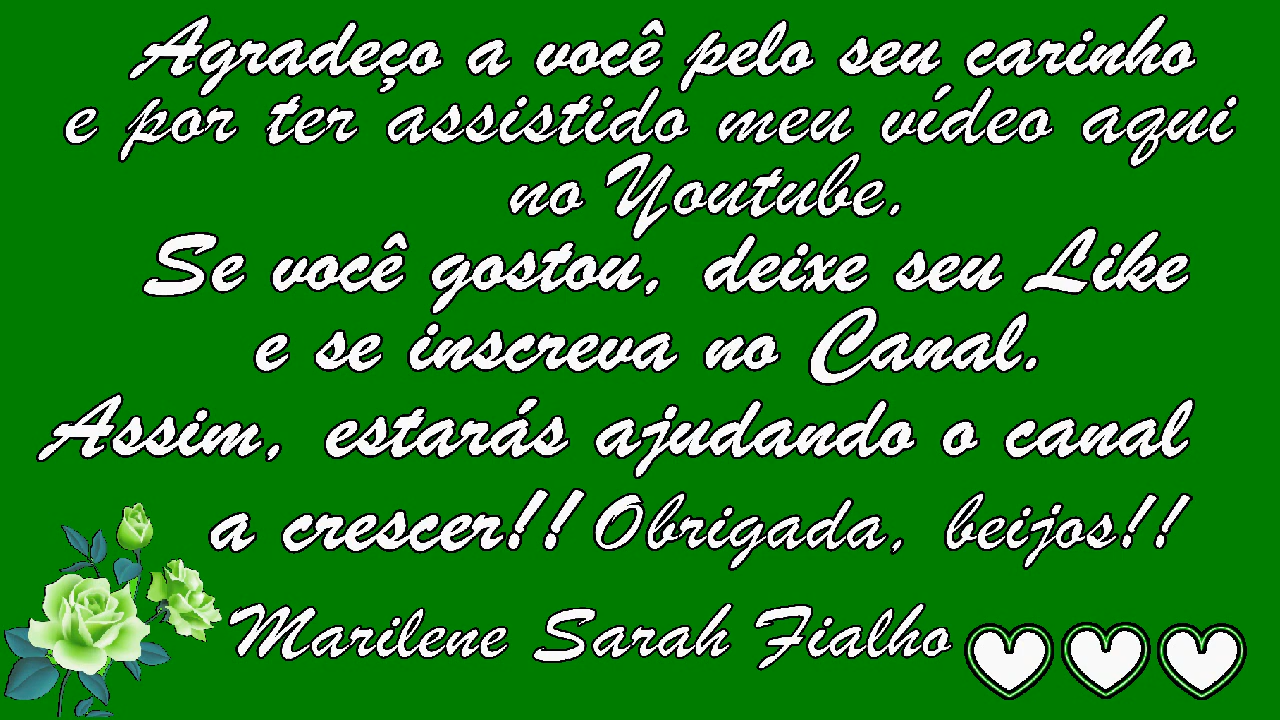 Agradeço a você pelo seu carinho
e por ter assistido meu vídeo aqui
no Youtube.
Se você gostou, deixe seu Like
e se inscreva no Canal.
Assim, estarás ajudando o canal
a crescer!! Obrigada, beijos!!
Marilene Sarah Fialho